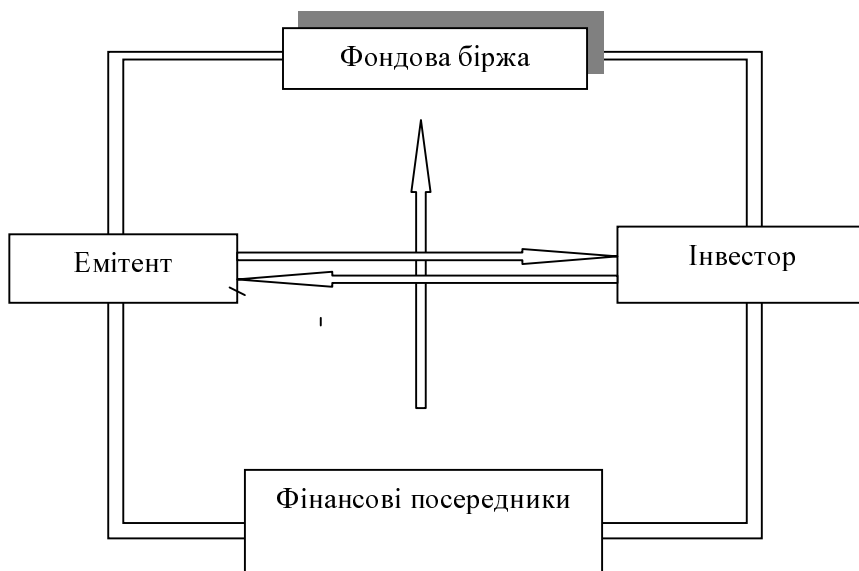 Фондова біржа
Емітент
Інвестор
Фінансові посередники